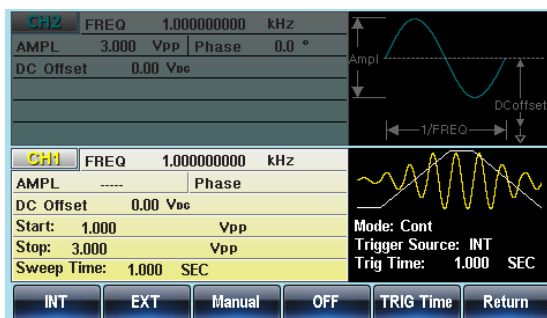 CH2 FREQ 1.000000000 kHz
AMPL 3.000 Vpp Phase 0.0 °
DC Offset 0.00 VDC
Ampl
DCoffset
1/FREQ
CH1 FREQ 1.000000000 kHz
AMPL ----- Phase
DC Offset 0.00 VDC
Start: 1.000 Vpp
Stop: 3.000 Vpp
Sweep Time: 1.000 SEC
Mode: Cont
Trigger Source: INT
Trig Time: 1.000 SEC
INT EXT Manual OFF TRIG Time Return